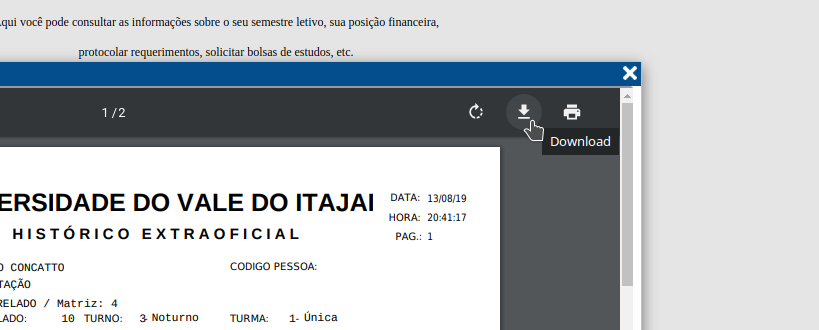 qui você pode consultar as informações sobre o seu semestre letivo, sua posição financeira,
protocolar requerimentos, solicitar bolsas de estudos, etc.
1 / 2
Download
ERSIDADE DO VALE DO ITAJAI
DATA: 13/08/19
HORA: 20:41:17
HISTÓRICO EXTRAOFICIAL
PAG.: 1
O CONCATTO CODIGO PESSOA:
TAÇÃO
RELADO / Matriz: 4
LADO: 10 TURNO: 3- Noturno TURMA: 1- Única